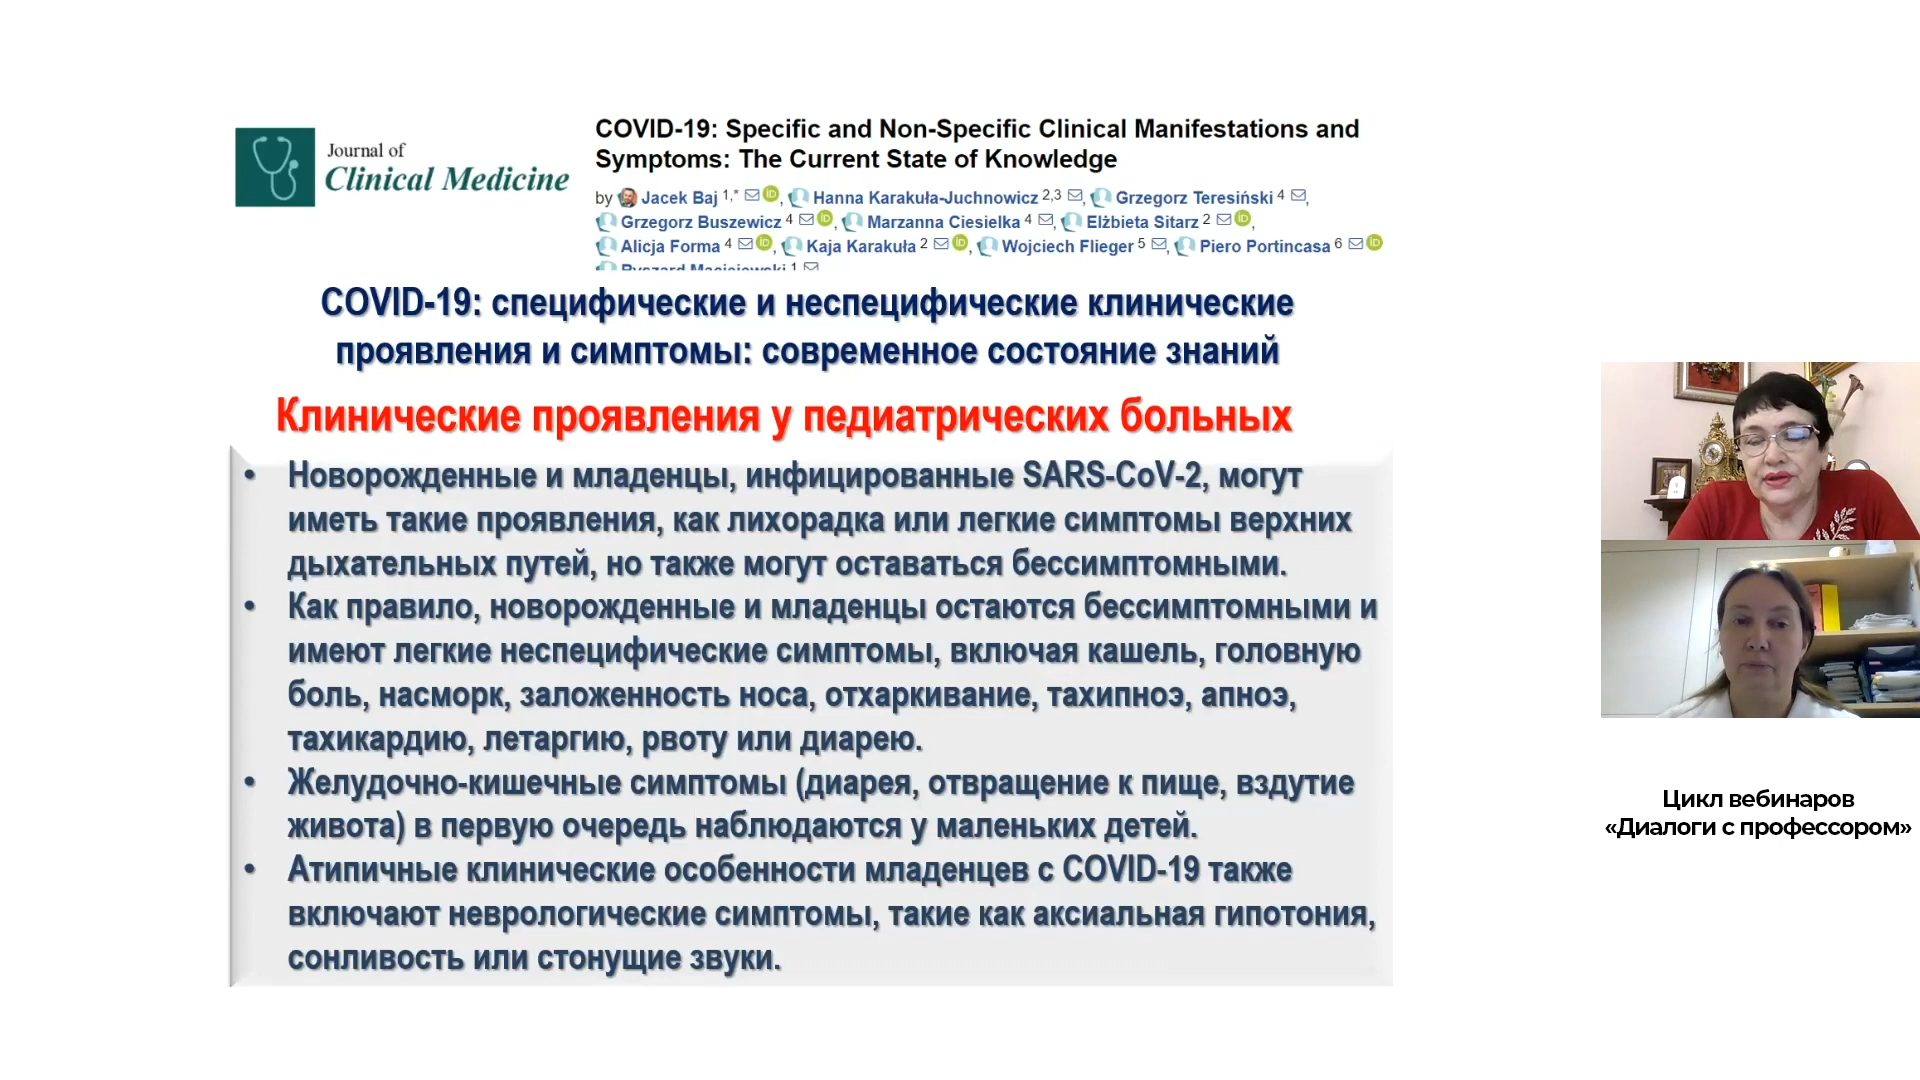 Journal of
Clinical Medicine
COVID-19: Specific and Non-Specific Clinical Manifestations and
Symptoms: The Current State of Knowledge
by Jacek Baj 1,*, Hanna Karakuła-Juchnowicz 2,3, Grzegorz Teresiński 4,
Grzegorz Buszewicz 4, Marzanna Ciesielka 4, Elżbieta Sitarz 2,
Alicja Forma 4, Kaja Karakuła 2, Wojciech Flieger 5, Piero Portincasa 6
Ryszard Maciejewski 1
COVID-19: специфические и неспецифические клинические
проявления и симптомы: современное состояние знаний
Клинические проявления у педиатрических больных
• Новорожденные и младенцы, инфицированные SARS-CoV-2, могут
иметь такие проявления, как лихорадка или легкие симптомы верхних
дыхательных путей, но также могут оставаться бессимптомными.
• Как правило, новорожденные и младенцы остаются бессимптомными и
имеют легкие неспецифические симптомы, включая кашель, головную
боль, насморк, заложенность носа, отхаркивание, тахипноэ, апноэ,
тахикардию, летаргию, рвоту или диарею.
• Желудочно-кишечные симптомы (диарея, отвращение к пище, вздутие
живота) в первую очередь наблюдаются у маленьких детей.
• Атипичные клинические особенности младенцев с COVID-19 также
включают неврологические симптомы, такие как аксиальная гипотония,
сонливость или стонущие звуки.
Цикл вебинаров
«Диалоги с профессором»